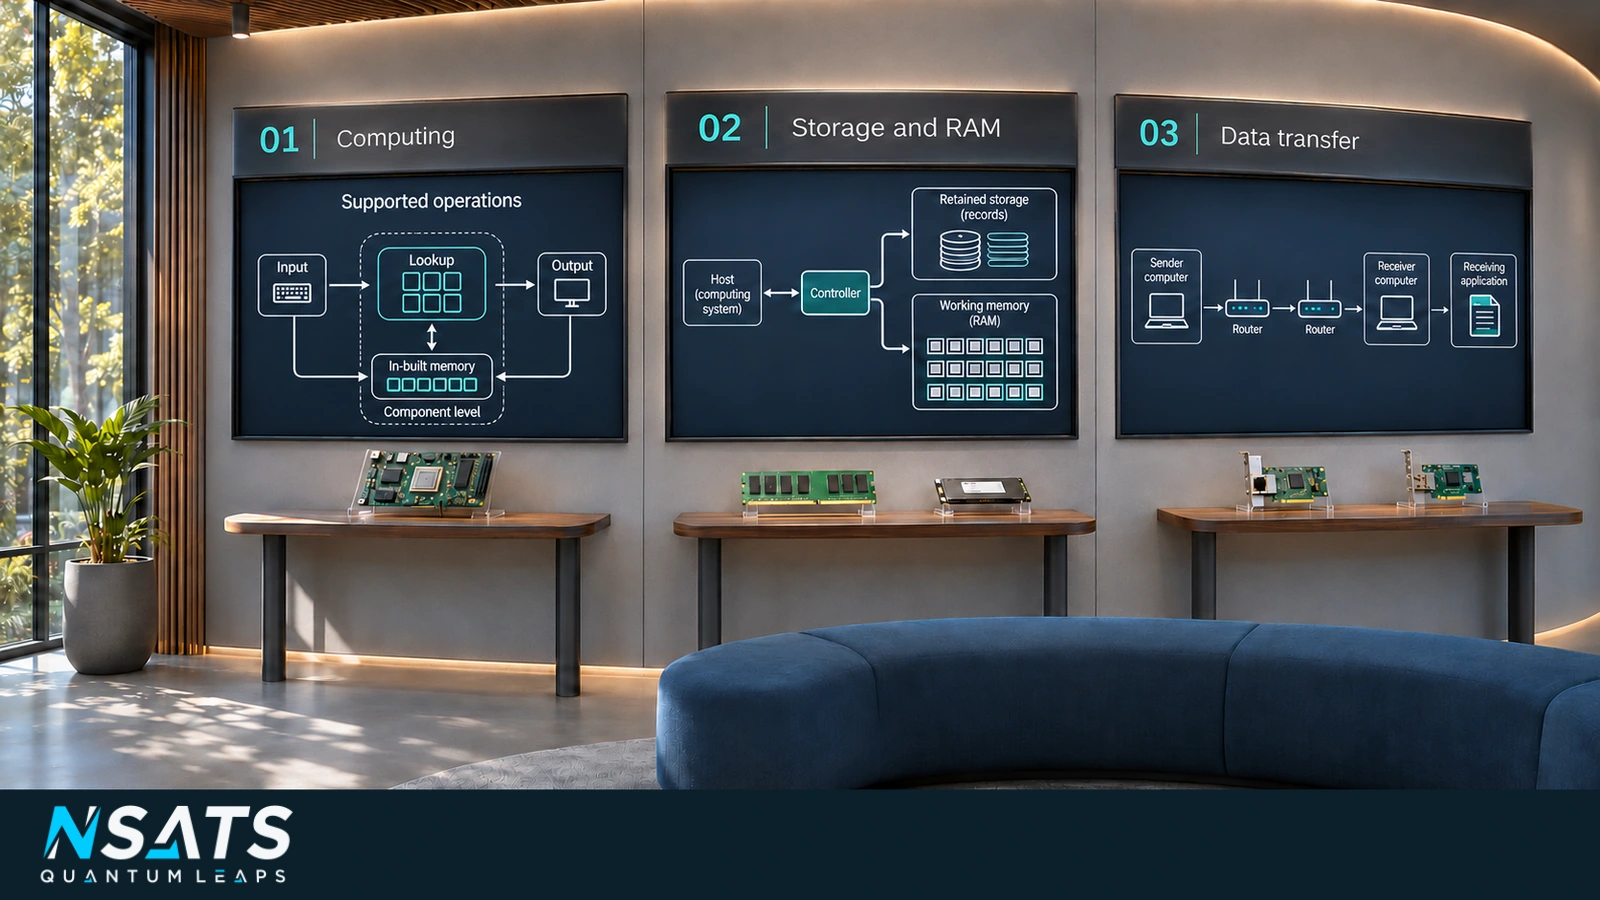 01 Computing
Supported operations
Input
Lookup
Output
In-built memory
Component level
02 Storage and RAM
Host
(computing
system)
Controller
Retained storage
(records)
Working memory
(RAM)
03 Data transfer
Sender
computer
Router
Router
Receiver
computer
Receiving
application
NSATS
QUANTUM LEAPS